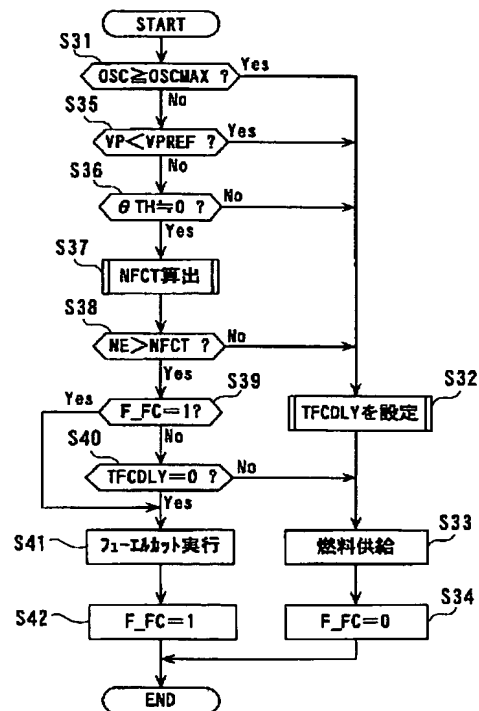 START
S31
OSC≧OSCMAX ?
Yes
No
S35
VP<VPREF ?
Yes
No
S36
θTH≒0 ?
No
Yes
S37
NFCT算出
S38
NE>NFCT ?
No
Yes
S39
F_FC=1?
Yes
No
S32
TFCDLYを設定
S40
TFCDLY=0 ?
No
Yes
S41
フューエルカット実行
S33
燃料供給
S42
F_FC=1
S34
F_FC=0
END